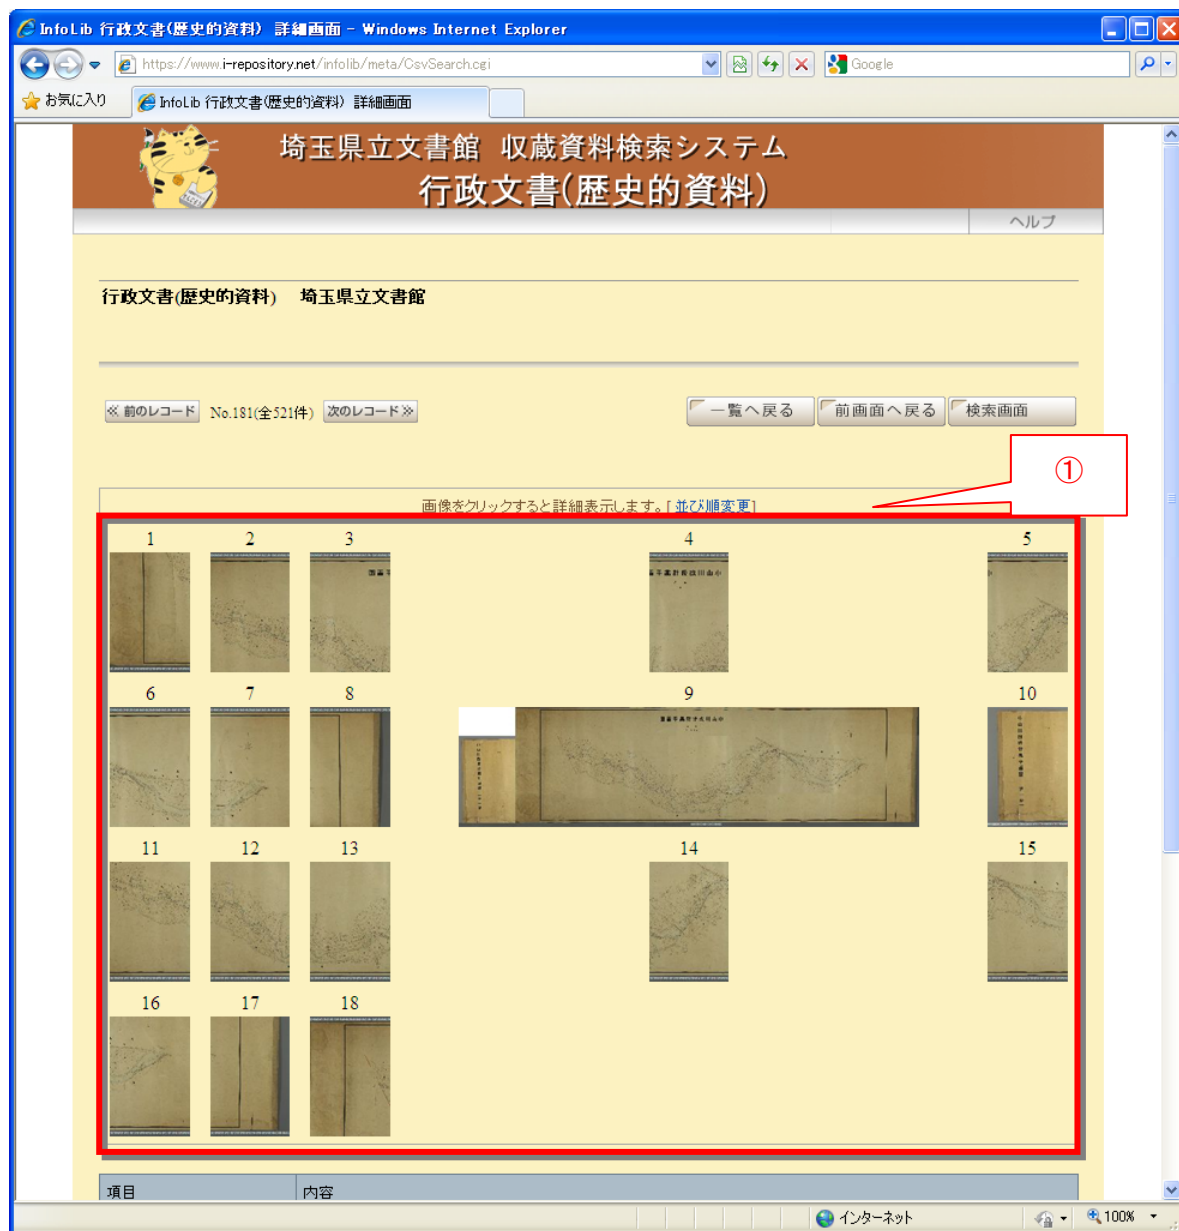 InfoLib 行政文書(歴史的資料) 詳細画面 - Windows Internet Explorer
https://www.i-repository.net/infolib/meta/CsvSearch.cgi
Google
お気に入り
InfoLib 行政文書(歴史的資料) 詳細画面
埼玉県立文書館 収蔵資料検索システム
行政文書(歴史的資料)
ヘルプ
行政文書(歴史的資料) 埼玉県立文書館
≪ 前のレコード No.181(全521件) 次のレコード ≫
一覧へ戻る 前画面へ戻る 検索画面
①
画像をクリックすると詳細表示します。[ 並び順変更]
1 2 3 4 5
6 7 8 9 10
11 12 13 14 15
16 17 18
項目 内容
インターネット 100%